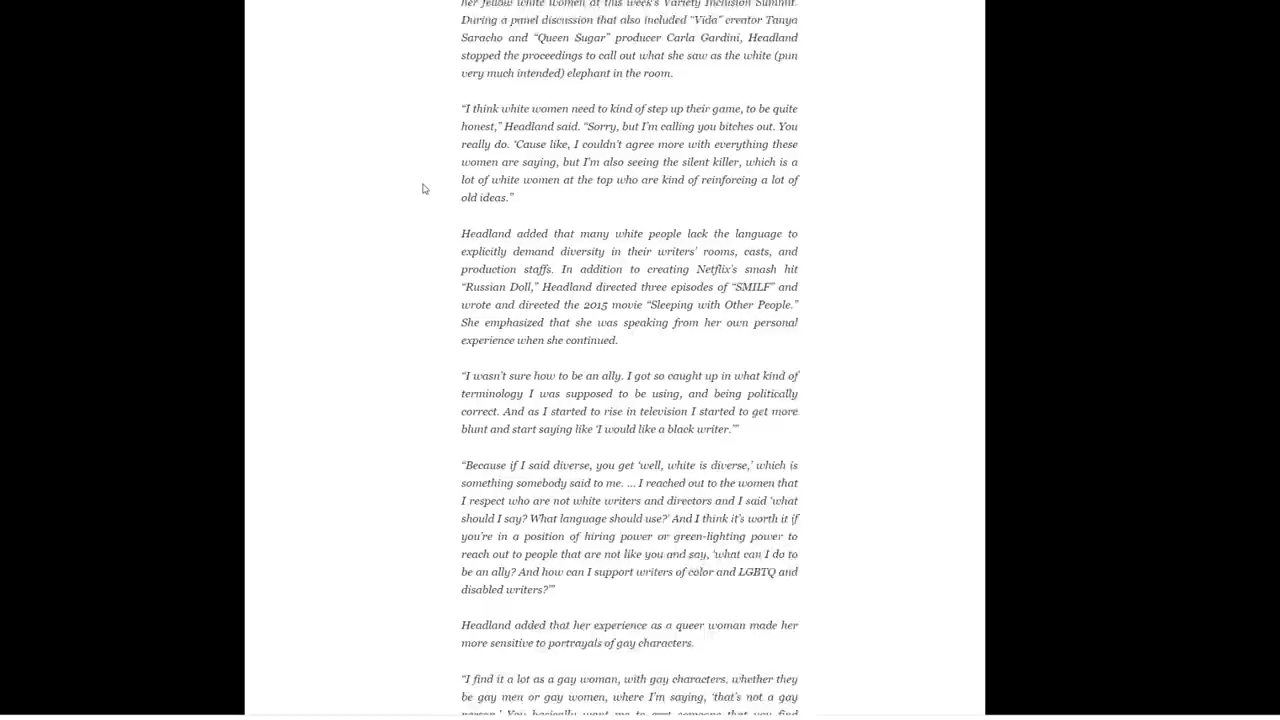 her fellow white women at this week's Variety Inclusion Summit.
During a panel discussion that also included “Vida” creator Tanya
Saracho and “Queen Sugar” producer Carla Gardini, Headland
stopped the proceedings to call out what she saw as the white (pun
very much intended) elephant in the room.
“I think white women need to kind of step up their game, to be quite
honest,” Headland said. “Sorry, but I’m calling you bitches out. You
really do. ‘Cause like, I couldn’t agree more with everything these
women are saying, but I’m also seeing the silent killer, which is a
lot of white women at the top who are kind of reinforcing a lot of
old ideas.”
Headland added that many white people lack the language to
explicitly demand diversity in their writers’ rooms, casts, and
production staffs. In addition to creating Netflix’s smash hit
“Russian Doll,” Headland directed three episodes of “SMILF” and
wrote and directed the 2015 movie “Sleeping with Other People.”
She emphasized that she was speaking from her own personal
experience when she continued.
“I wasn’t sure how to be an ally. I got so caught up in what kind of
terminology I was supposed to be using, and being politically
correct. And as I started to rise in television I started to get more
blunt and start saying like ‘I would like a black writer.’”
“Because if I said diverse, you get ‘well, white is diverse,’ which is
something somebody said to me. ... I reached out to the women that
I respect who are not white writers and directors and I said ‘what
should I say? What language should use?’ And I think it’s worth it if
you’re in a position of hiring power or green-lighting power to
reach out to people that are not like you and say, ‘what can I do to
be an ally? And how can I support writers of color and LGBTQ and
disabled writers?’”
Headland added that her experience as a queer woman made her
more sensitive to portrayals of gay characters.
“I find it a lot as a gay woman, with gay characters, whether they
be gay men or gay women, where I’m saying, ‘that’s not a gay
person.’ You basically want me to cast someone that you find